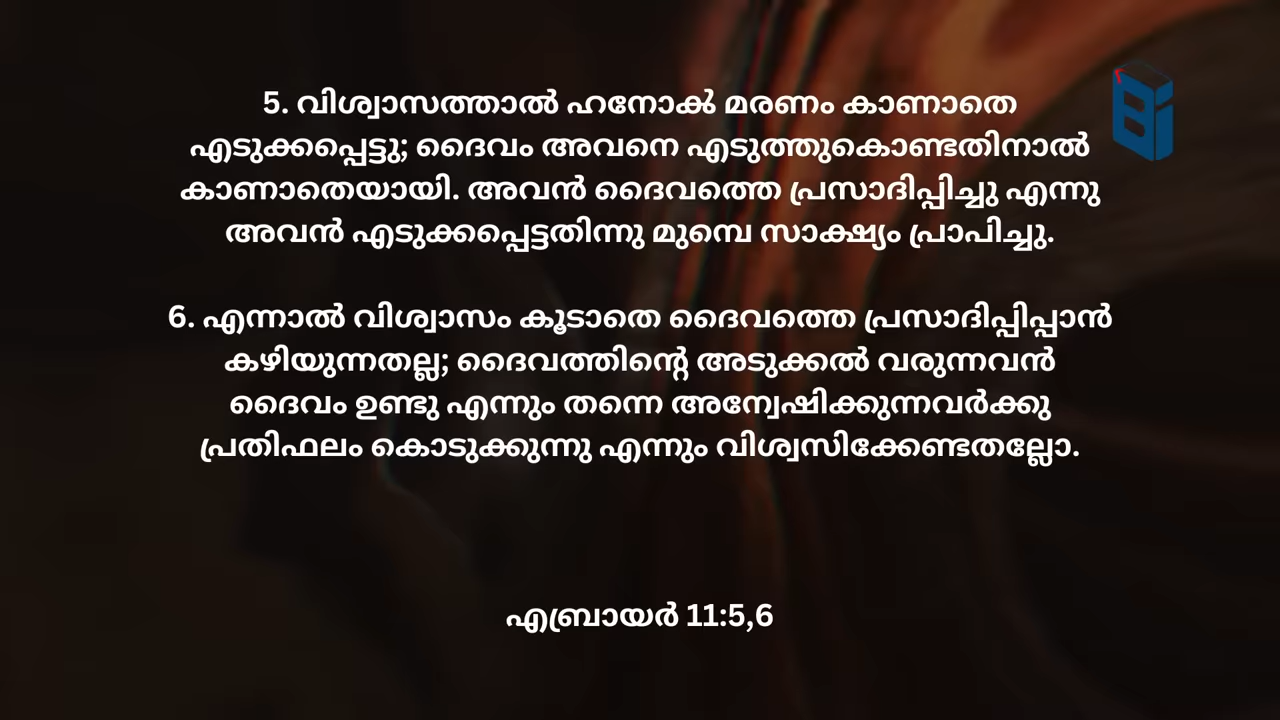 5. വിശ്വാസത്താൽ ഹനോൿ മരണം കാണാതെ
എടുക്കപ്പെട്ടു; ദൈവം അവനെ എടുത്തുകൊണ്ടതിനാൽ
കാണാതെയായി. അവൻ ദൈവത്തെ പ്രസാദിപ്പിച്ചു എന്നു
അവൻ എടുക്കപ്പെട്ടതിന്നു മുമ്പെ സാക്ഷ്യം പ്രാപിച്ചു.
6. എന്നാൽ വിശ്വാസം കൂടാതെ ദൈവത്തെ പ്രസാദിപ്പിപ്പാൻ
കഴിയുന്നതല്ല; ദൈവത്തിന്റെ അടുക്കൽ വരുന്നവൻ
ദൈവം ഉണ്ടു എന്നും തന്നെ അന്വേഷിക്കുന്നവർക്കു
പ്രതിഫലം കൊടുക്കുന്നു എന്നും വിശ്വസിക്കേണ്ടതല്ലോ.
എബ്രായർ 11:5,6
Bi